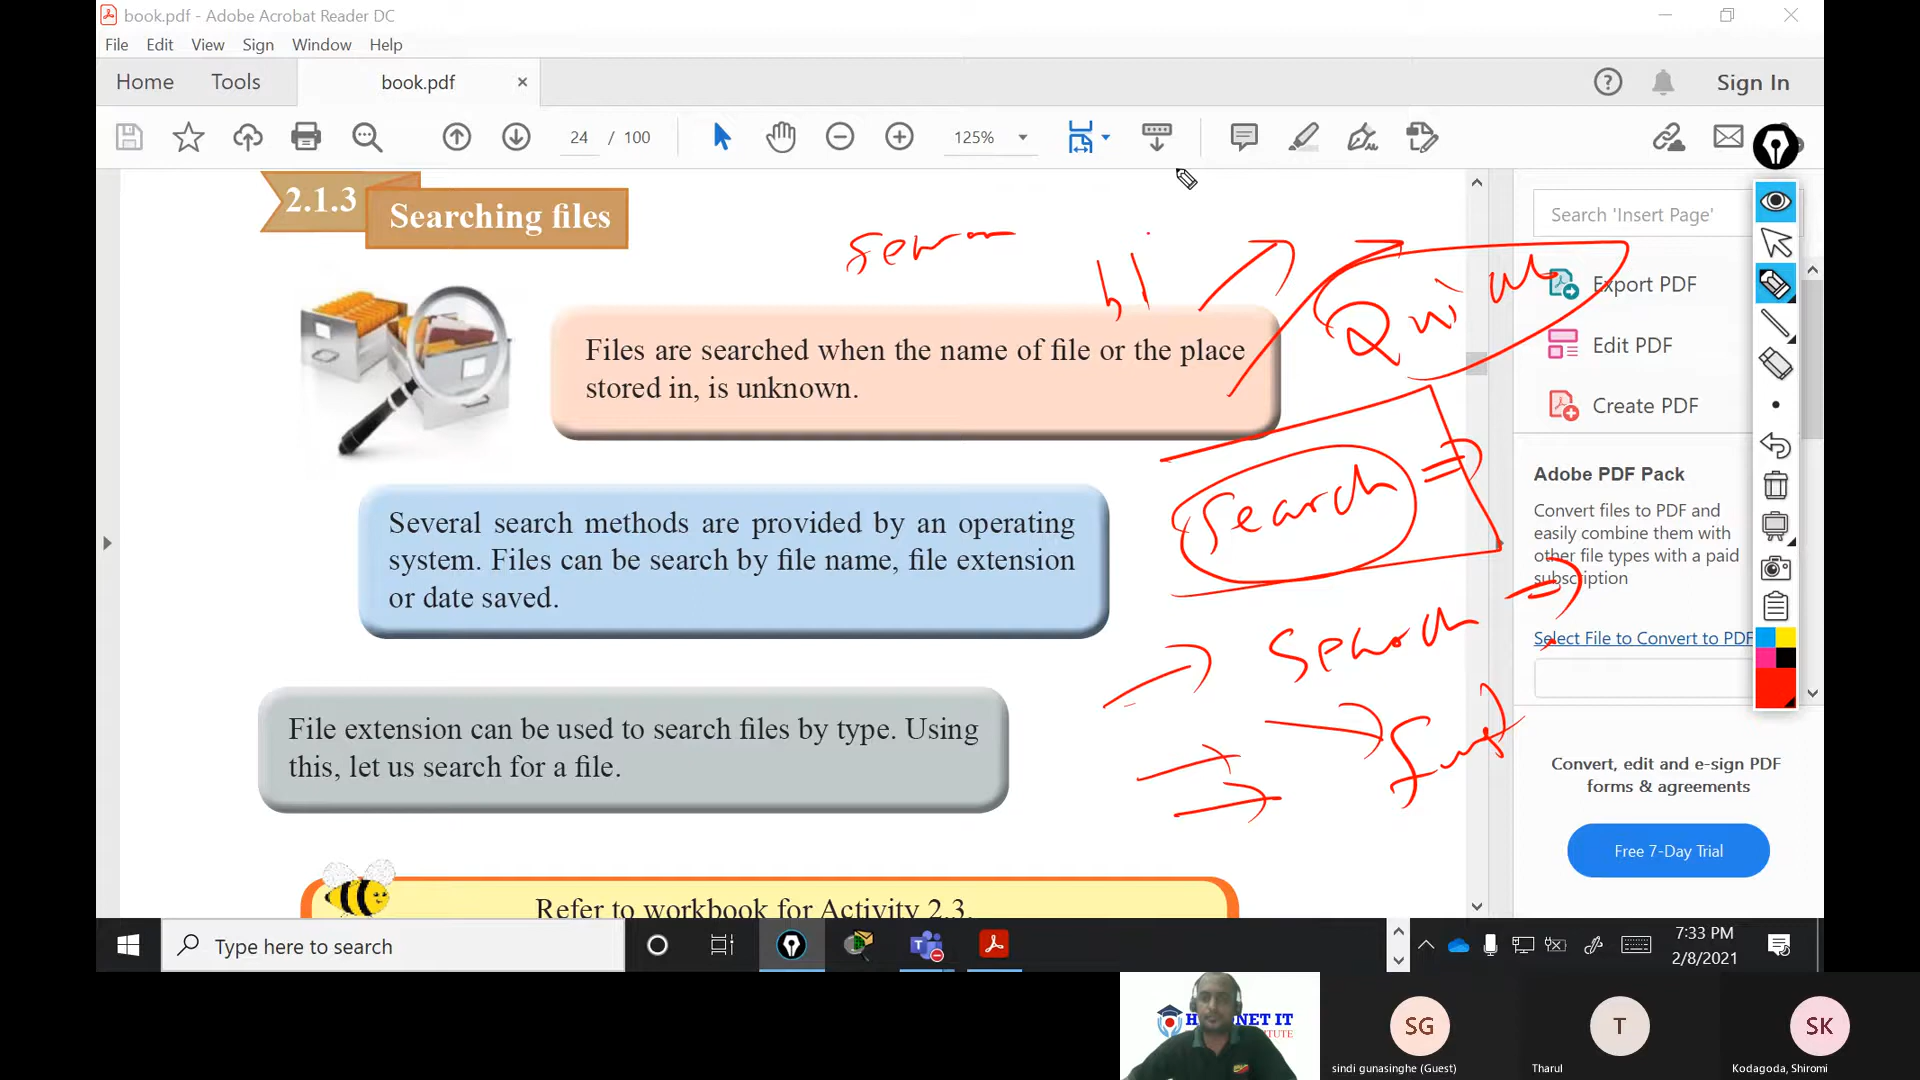 book.pdf - Adobe Acrobat Reader DC
File Edit View Sign Window Help
Home Tools book.pdf × Sign In
24 / 100 125%
2.1.3 Searching files
Search 'Insert Page'
Export PDF
Edit PDF
Create PDF
Files are searched when the name of file or the place
stored in, is unknown.
Search
Adobe PDF Pack
Convert files to PDF and
easily combine them with
other file types with a paid
subscription
Select File to Convert to PDF
Several search methods are provided by an operating
system. Files can be search by file name, file extension
or date saved.
Search
File extension can be used to search files by type. Using
this, let us search for a file.
Convert, edit and e-sign PDF
forms & agreements
Free 7-Day Trial
Refer to workbook for Activity 2.3.
Type here to search
7:33 PM
2/8/2021
NET IT
SG
T
SK
sindi gunasinghe (Guest)
Tharul
Kodagoda, Shiromi